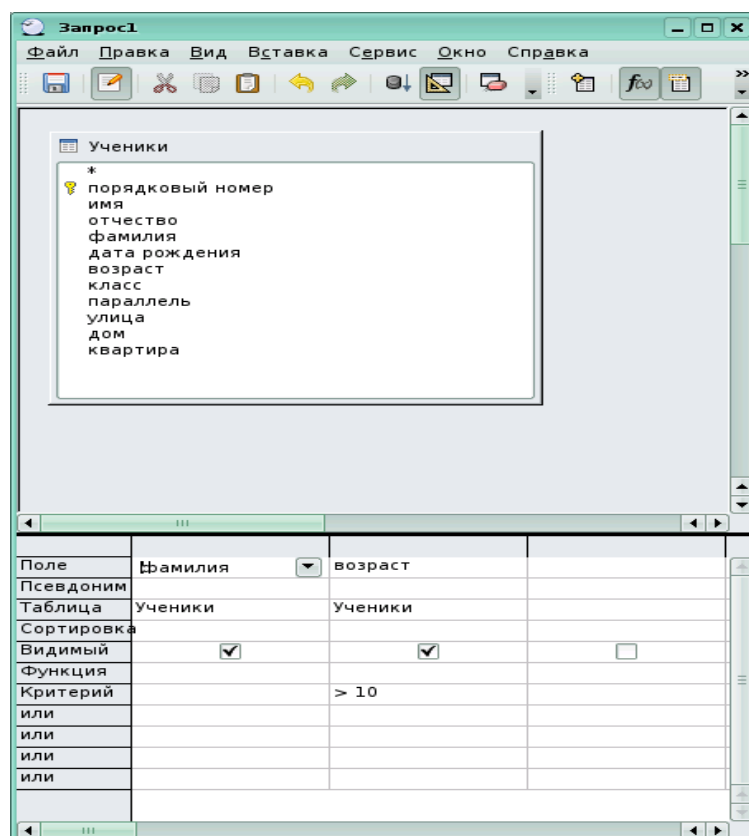 Запрос1
Файл Правка Вид Вставка Сервис Окно Справка
f(x)
Ученики
*
порядковый номер
имя
отчество
фамилия
дата рождения
возраст
класс
параллель
улица
дом
квартира
Поле фамилия возраст
Псевдоним
Таблица Ученики Ученики
Сортировка
Видимый
Функция
Критерий > 10
или
или
или
или